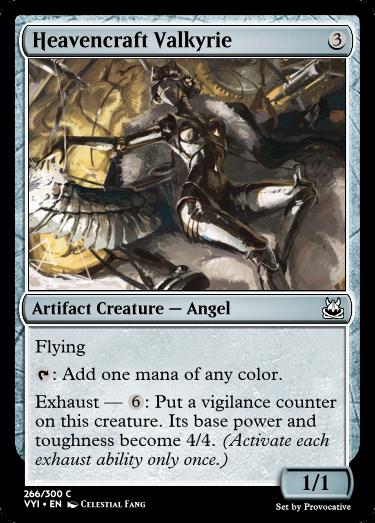 Heavencraft Valkyrie 3
Artifact Creature — Angel
Flying
: Add one mana of any color.
Exhaust — 6: Put a vigilance counter
on this creature. Its base power and
toughness become 4/4. (Activate each
exhaust ability only once.)
1/1
266/300 C
VYI • EN Celestial Fang
Set by Provocative